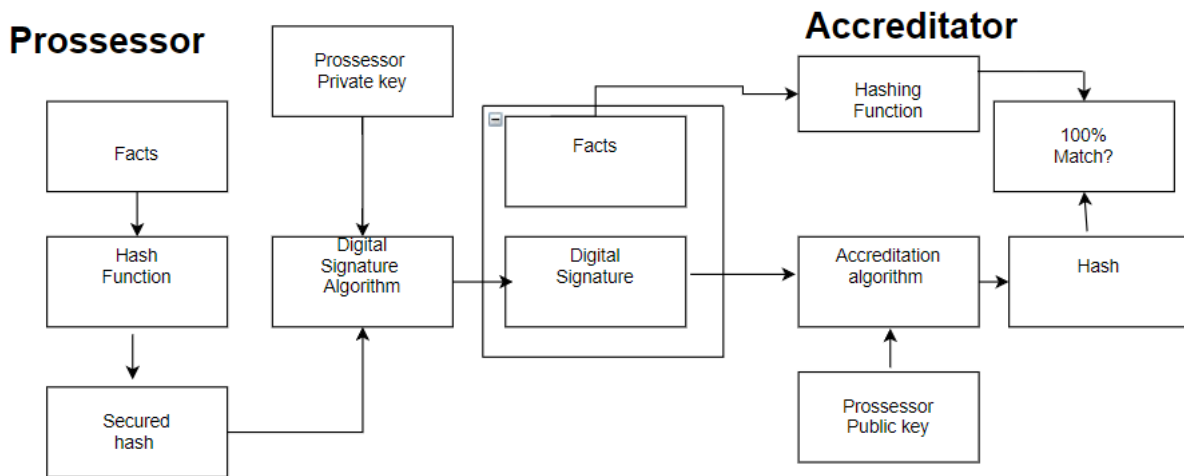 Prossessor
Accreditator
Prossessor
Private key
Hashing
Function
100%
Match?
Facts
Facts
Hash
Function
Digital
Signature
Algorithm
Digital
Signature
Accreditation
algorithm
Hash
Secured
hash
Prossessor
Public key